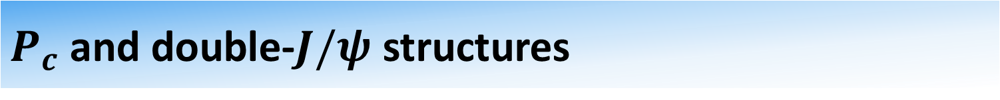 P_c and double-J/ψ structures